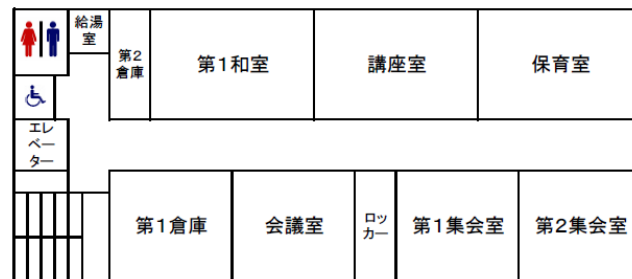 給湯
室
第2
倉庫
第1和室
講座室
保育室
エレ
ベー
ター
第1倉庫
会議室
ロッ
カー
第1集会室
第2集会室